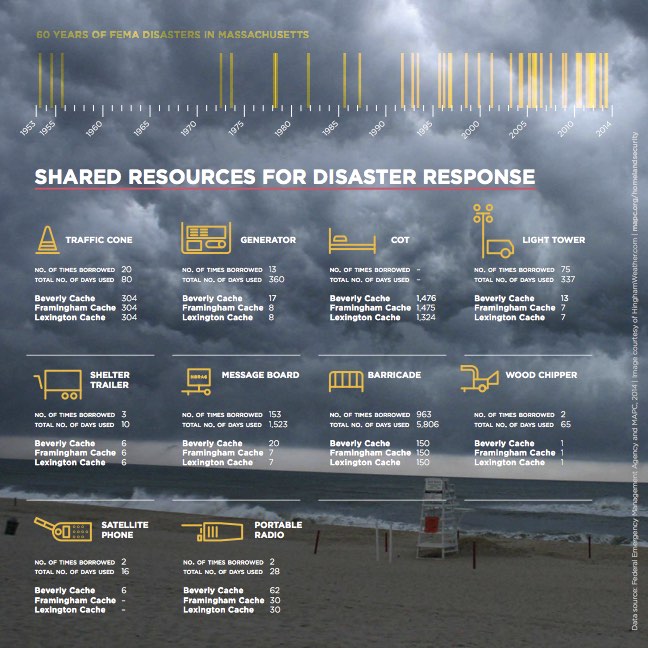 60 YEARS OF FEMA DISASTERS IN MASSACHUSETTS
1953 1955 1960 1965 1970 1975 1980 1985 1990 1995 2000 2005 2010 2014
SHARED RESOURCES FOR DISASTER RESPONSE
TRAFFIC CONE
NO. OF TIMES BORROWED 20
TOTAL NO. OF DAYS USED 80
Beverly Cache 304
Framingham Cache 304
Lexington Cache 304
GENERATOR
NO. OF TIMES BORROWED 13
TOTAL NO. OF DAYS USED 360
Beverly Cache 17
Framingham Cache 8
Lexington Cache 8
COT
NO. OF TIMES BORROWED –
TOTAL NO. OF DAYS USED –
Beverly Cache 1,476
Framingham Cache 1,475
Lexington Cache 1,324
LIGHT TOWER
NO. OF TIMES BORROWED 75
TOTAL NO. OF DAYS USED 337
Beverly Cache 13
Framingham Cache 7
Lexington Cache 7
SHELTER
TRAILER
NO. OF TIMES BORROWED 3
TOTAL NO. OF DAYS USED 10
Beverly Cache 6
Framingham Cache 6
Lexington Cache 6
MESSAGE BOARD
NO. OF TIMES BORROWED 153
TOTAL NO. OF DAYS USED 1,523
Beverly Cache 20
Framingham Cache 7
Lexington Cache 7
BARRICADE
NO. OF TIMES BORROWED 963
TOTAL NO. OF DAYS USED 5,806
Beverly Cache 150
Framingham Cache 150
Lexington Cache 150
WOOD CHIPPER
NO. OF TIMES BORROWED 2
TOTAL NO. OF DAYS USED 65
Beverly Cache 1
Framingham Cache 1
Lexington Cache 1
SATELLITE
PHONE
NO. OF TIMES BORROWED 2
TOTAL NO. OF DAYS USED 16
Beverly Cache 6
Framingham Cache –
Lexington Cache –
PORTABLE
RADIO
NO. OF TIMES BORROWED 2
TOTAL NO. OF DAYS USED 28
Beverly Cache 62
Framingham Cache 30
Lexington Cache 30
Data source: Federal Emergency Management Agency and MAPC, 2014 | Image courtesy of HinghamWeather.com | mapc.org/homelandsecurity